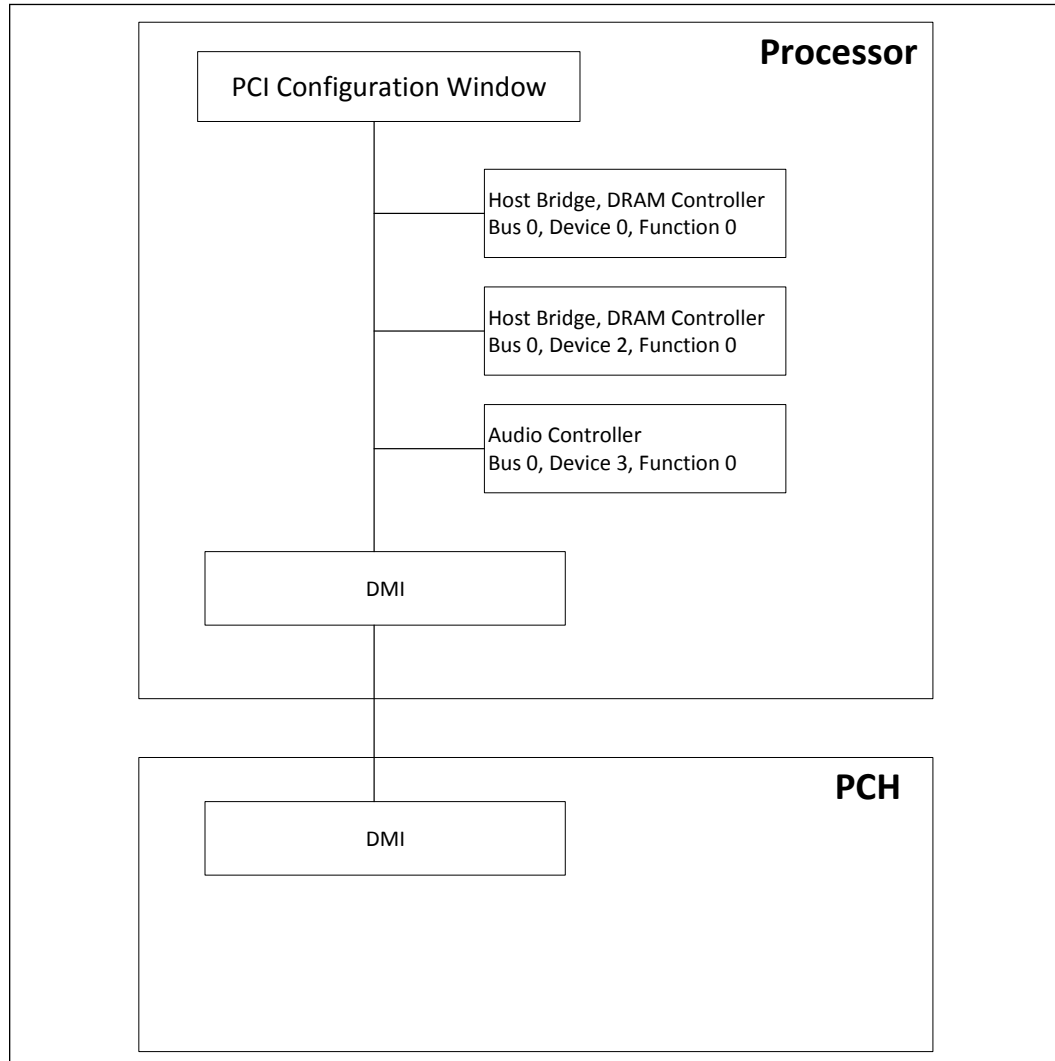 Processor
PCI Configuration Window
Host Bridge, DRAM Controller
Bus 0, Device 0, Function 0
Host Bridge, DRAM Controller
Bus 0, Device 2, Function 0
Audio Controller
Bus 0, Device 3, Function 0
DMI
PCH
DMI